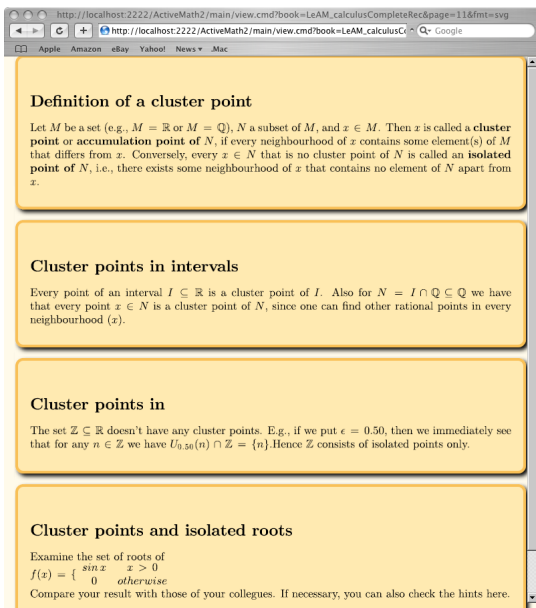 http://localhost:2222/ActiveMath2/main/view.cmd?book=LeAM_calculusCompleteRec&page=11&fmt=svg
http://localhost:2222/ActiveMath2/main/view.cmd?book=LeAM_calculusCo Google
Apple Amazon eBay Yahoo! News .Mac
Definition of a cluster point
Let M be a set (e.g., M = ℝ or M = ℚ), N a subset of M, and x ∈ M. Then x is called a cluster
point or accumulation point of N, if every neighbourhood of x contains some element(s) of M
that differs from x. Conversely, every x ∈ N that is no cluster point of N is called an isolated
point of N, i.e., there exists some neighbourhood of x that contains no element of N apart from
x.
Cluster points in intervals
Every point of an interval I ⊆ ℝ is a cluster point of I. Also for N = I ∩ ℚ ⊆ ℚ we have
that every point x ∈ N is a cluster point of N, since one can find other rational points in every
neighbourhood (x).
Cluster points in
The set ℤ ⊆ ℝ doesn't have any cluster points. E.g., if we put ϵ = 0.50, then we immediately see
that for any n ∈ ℤ we have U₀.₅₀(n) ∩ ℤ = {n}.Hence ℤ consists of isolated points only.
Cluster points and isolated roots
Examine the set of roots of
f(x) = { sin x x > 0
0 otherwise
Compare your result with those of your collegues. If necessary, you can also check the hints here.